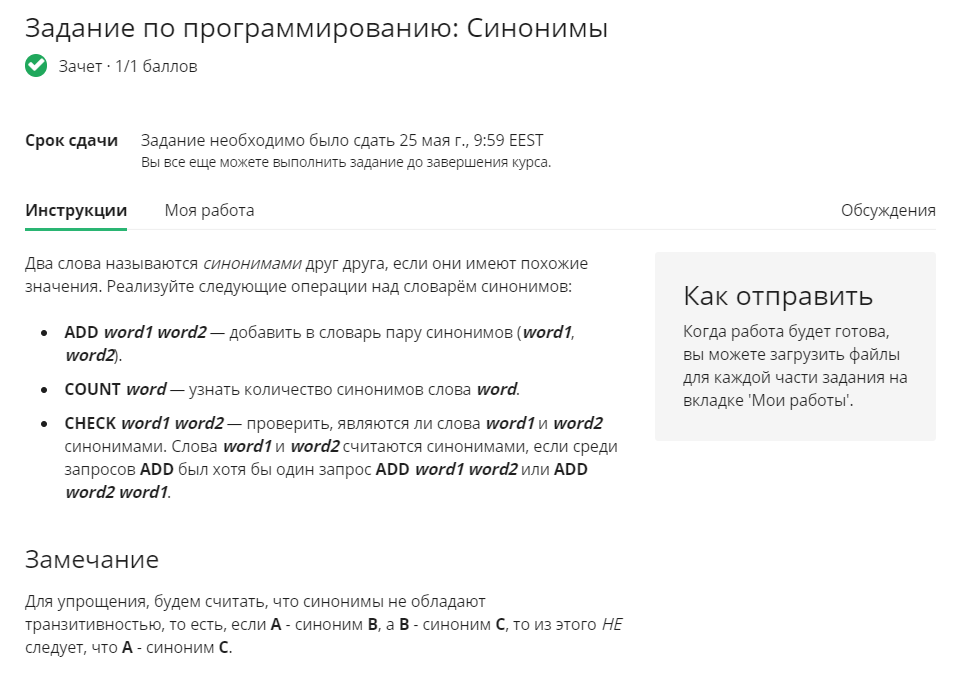 Задание по программированию: Синонимы
Зачет · 1/1 баллов
Срок сдачи Задание необходимо было сдать 25 мая г., 9:59 EEST
Вы все еще можете выполнить задание до завершения курса.
Инструкции Моя работа Обсуждения
Два слова называются синонимами друг друга, если они имеют похожие
значения. Реализуйте следующие операции над словарём синонимов:
• ADD word1 word2 — добавить в словарь пару синонимов (word1,
word2).
• COUNT word — узнать количество синонимов слова word.
• CHECK word1 word2 — проверить, являются ли слова word1 и word2
синонимами. Слова word1 и word2 считаются синонимами, если среди
запросов ADD был хотя бы один запрос ADD word1 word2 или ADD
word2 word1.
Замечание
Для упрощения, будем считать, что синонимы не обладают
транзитивностью, то есть, если A - синоним B, а B - синоним C, то из этого НЕ
следует, что A - синоним C.
Как отправить
Когда работа будет готова,
вы можете загрузить файлы
для каждой части задания на
вкладке 'Мои работы'.